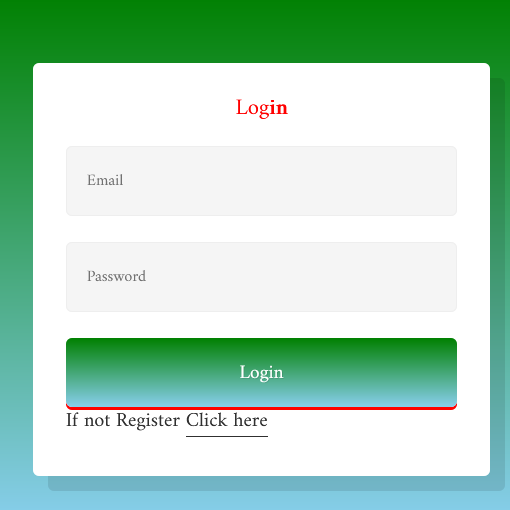 Login
Email
Password
Login
If not Register Click here